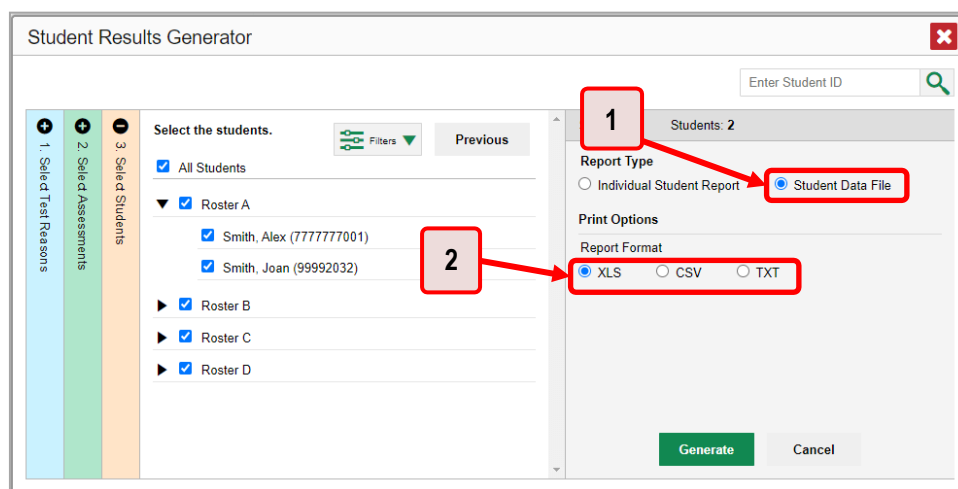 Student Results Generator
Enter Student ID
1. Select Test Reasons
2. Select Assessments
3. Select Students
Select the students.
Filters
Previous
All Students
Roster A
Smith, Alex (7777777001)
Smith, Joan (99992032)
Roster B
Roster C
Roster D
1
Students: 2
Report Type
Individual Student Report
Student Data File
Print Options
2
Report Format
XLS CSV TXT
Generate Cancel